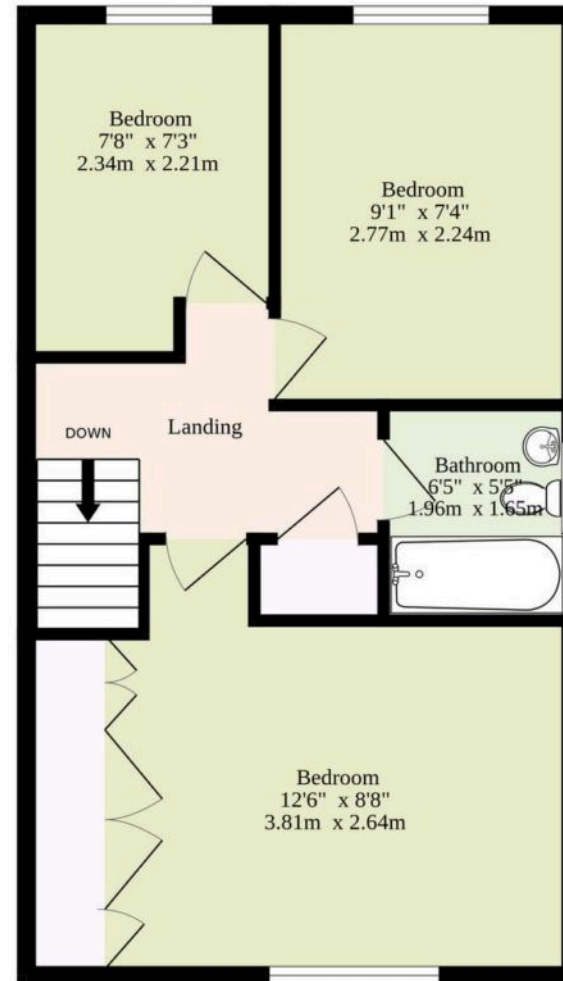 Bedroom
7'8" x 7'3"
2.34m x 2.21m
Bedroom
9'1" x 7'4"
2.77m x 2.24m
DOWN
Landing
Bathroom
6'5" x 5'5"
1.96m x 1.65m
Bedroom
12'6" x 8'8"
3.81m x 2.64m